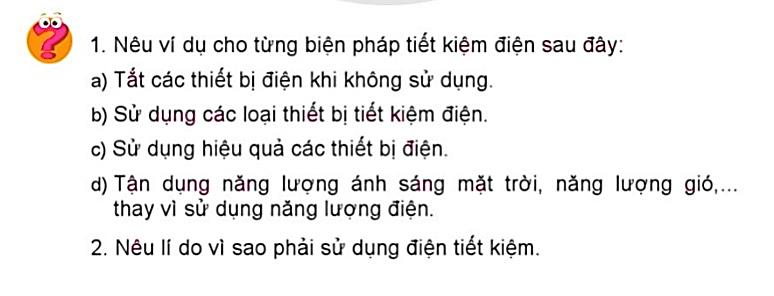 1. Nêu ví dụ cho từng biện pháp tiết kiệm điện sau đây:
a) Tắt các thiết bị điện khi không sử dụng.
b) Sử dụng các loại thiết bị tiết kiệm điện.
c) Sử dụng hiệu quả các thiết bị điện.
d) Tận dụng năng lượng ánh sáng mặt trời, năng lượng gió,...
thay vì sử dụng năng lượng điện.
2. Nêu lí do vì sao phải sử dụng điện tiết kiệm.